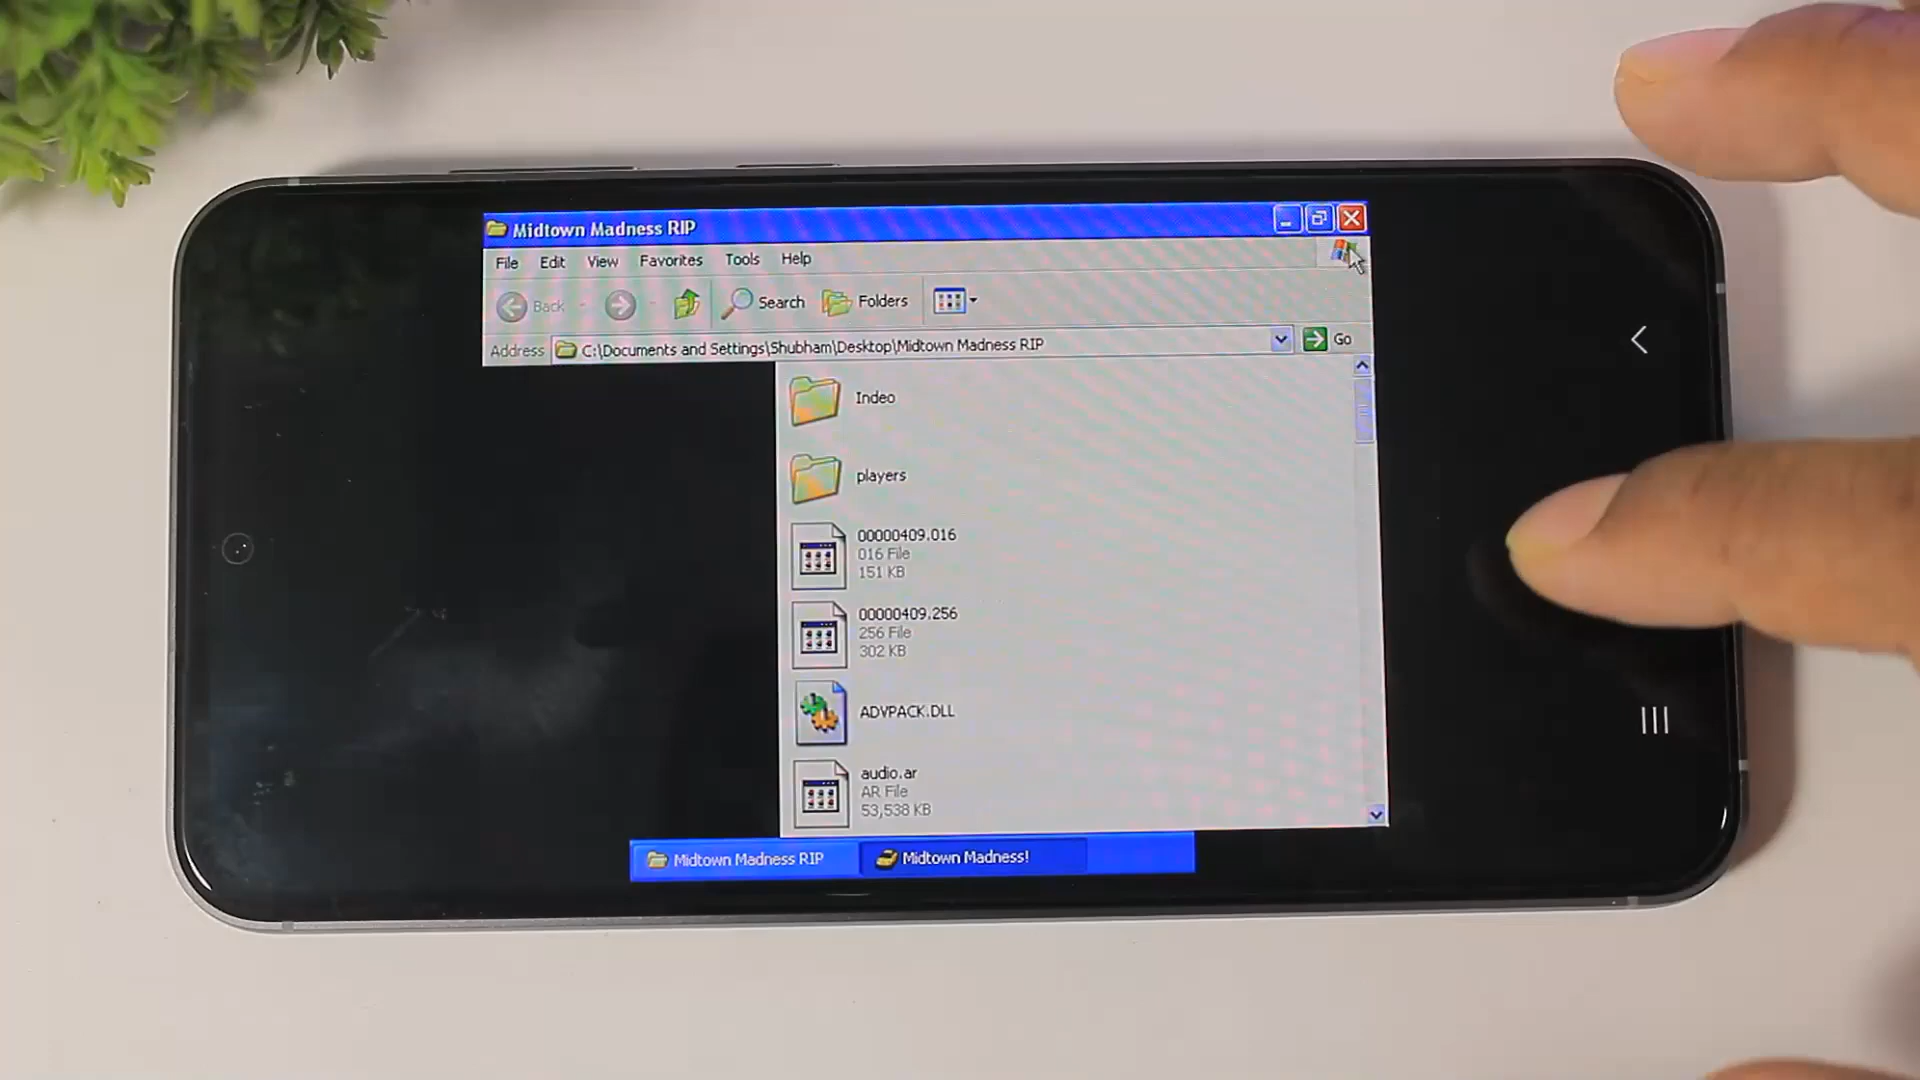 Midtown Madness RIP
File Edit View Favorites Tools Help
Back Search Folders
Address C:\Documents and Settings\Shubham\Desktop\Midtown Madness RIP Go
Indeo
players
00000409.016
016 File
151 KB
00000409.256
256 File
302 KB
ADVPACK.DLL
audio.ar
AR File
53,538 KB
Midtown Madness RIP Midtown Madness!